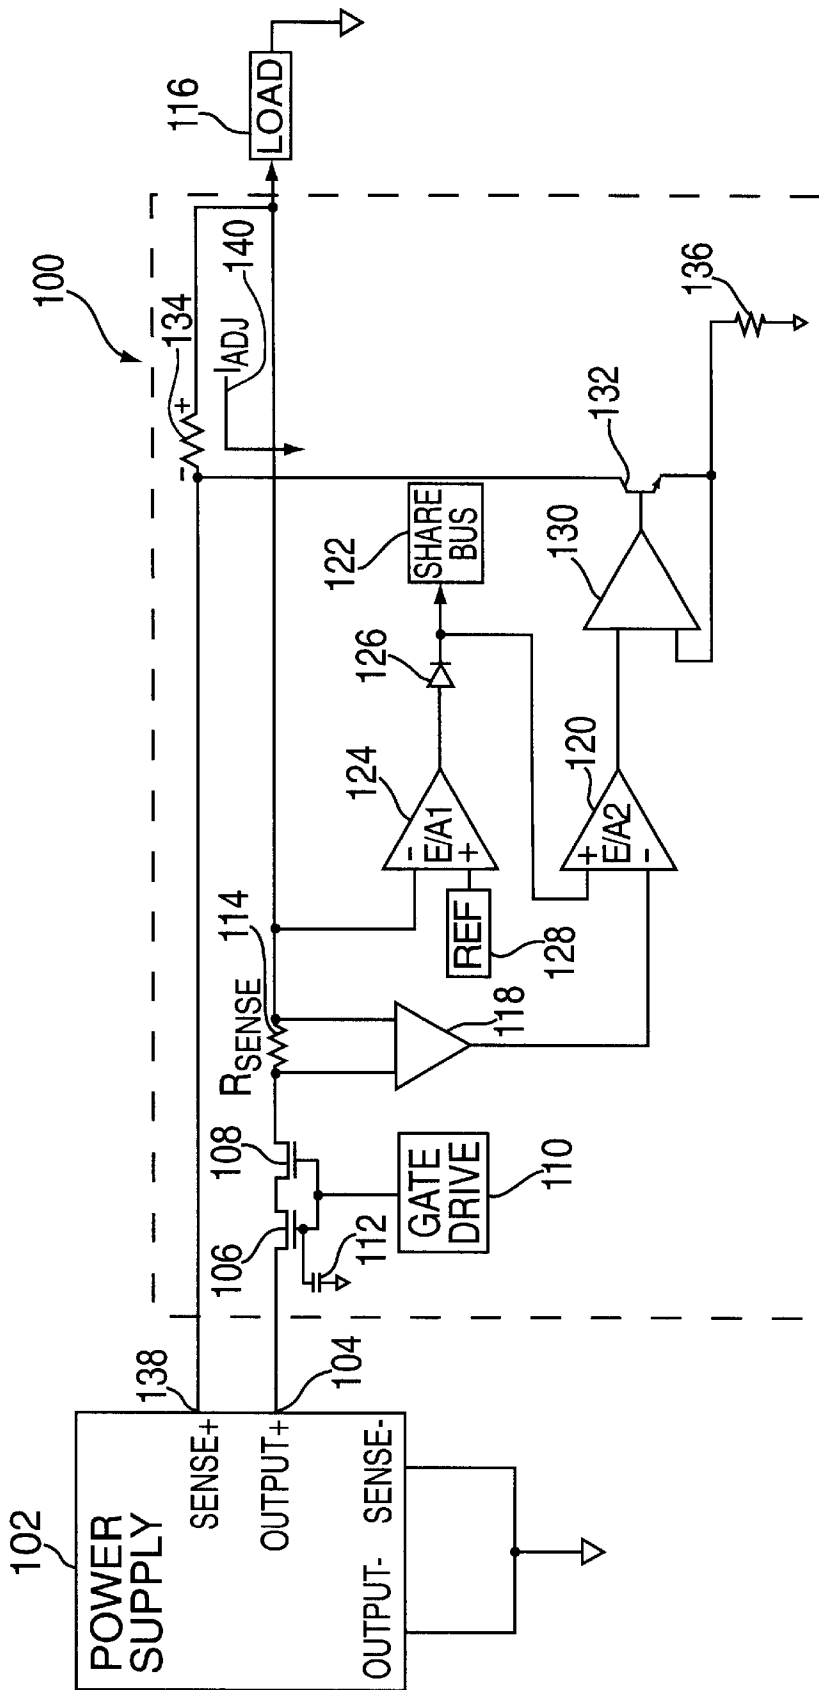 102
POWER
SUPPLY
SENSE+
OUTPUT+
OUTPUT-
SENSE-
138
104
100
134
-
+
IADJ
140
116
LOAD
106
108
RSENSE
114
112
GATE
DRIVE
110
118
REF
128
124
-
E/A1
+
126
122
SHARE
BUS
120
+
E/A2
-
130
132
136